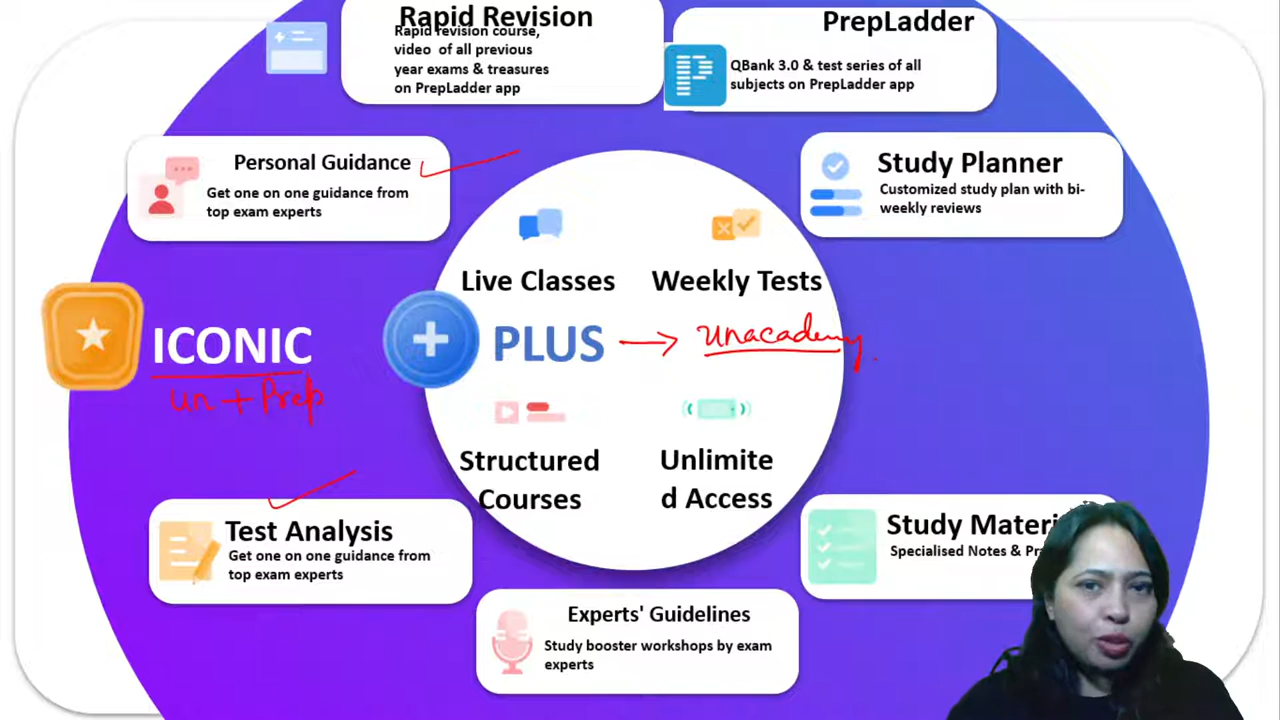 Rapid Revision
Rapid revision course,
video of all previous
year exams & treasures
on PrepLadder app
PrepLadder
QBank 3.0 & test series of all
subjects on PrepLadder app
Personal Guidance
Get one on one guidance from
top exam experts
Study Planner
Customized study plan with bi-
weekly reviews
Live Classes
Weekly Tests
ICONIC
un + Prep
PLUS → unacademy
Structured
Courses
Unlimite
d Access
Test Analysis
Get one on one guidance from
top exam experts
Study Materi
Specialised Notes &
Experts' Guidelines
Study booster workshops by exam
experts